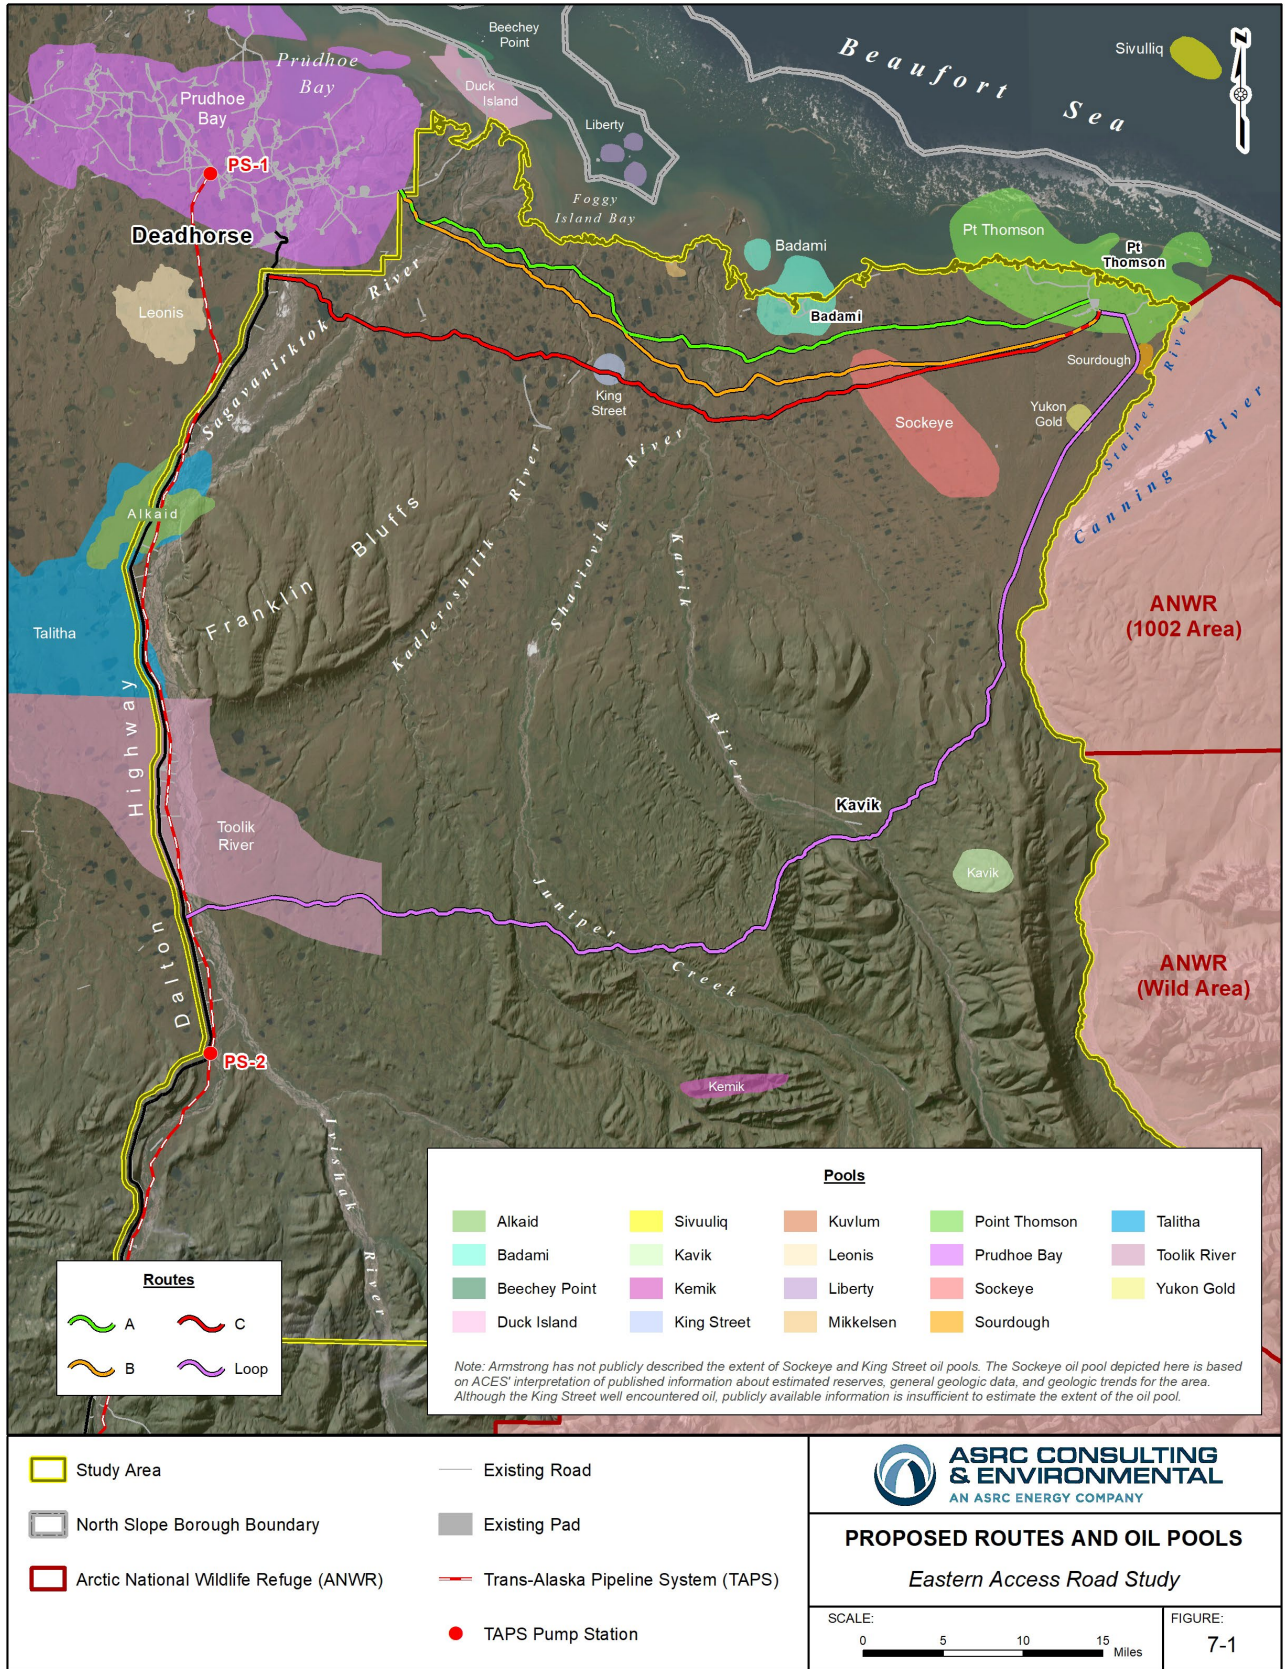 Beechey
Point
Beaufort Sea
Sivulliq
N
Prudhoe
Bay
Prudhoe
Bay
Duck
Island
Liberty
PS-1
Foggy
Island Bay
Deadhorse
Badami
Pt Thomson
Pt
Thomson
Leonis
Sagavanirktok River
Badami
Sourdough
King
Street
Yukon
Gold
Sockeye
Staines River
Canning River
Alkaid
Franklin Bluffs
Kadleroshilik River
Shaviovik River
Kavik River
ANWR
(1002 Area)
Talitha
Dalton Highway
Toolik
River
Kavik
Kavik
Juniper Creek
ANWR
(Wild Area)
PS-2
Kemik
Ivishak River
Pools
Alkaid
Sivuuliq
Kuvlum
Point Thomson
Talitha
Badami
Kavik
Leonis
Prudhoe Bay
Toolik River
Beechey Point
Kemik
Liberty
Sockeye
Yukon Gold
Duck Island
King Street
Mikkelsen
Sourdough
Note: Armstrong has not publicly described the extent of Sockeye and King Street oil pools. The Sockeye oil pool depicted here is based
on ACES' interpretation of published information about estimated reserves, general geologic data, and geologic trends for the area.
Although the King Street well encountered oil, publicly available information is insufficient to estimate the extent of the oil pool.
Routes
A
C
B
Loop
Study Area
Existing Road
North Slope Borough Boundary
Existing Pad
Arctic National Wildlife Refuge (ANWR)
Trans-Alaska Pipeline System (TAPS)
TAPS Pump Station
ASRC CONSULTING
& ENVIRONMENTAL
AN ASRC ENERGY COMPANY
PROPOSED ROUTES AND OIL POOLS
Eastern Access Road Study
SCALE:
0 5 10 15
Miles
FIGURE:
7-1